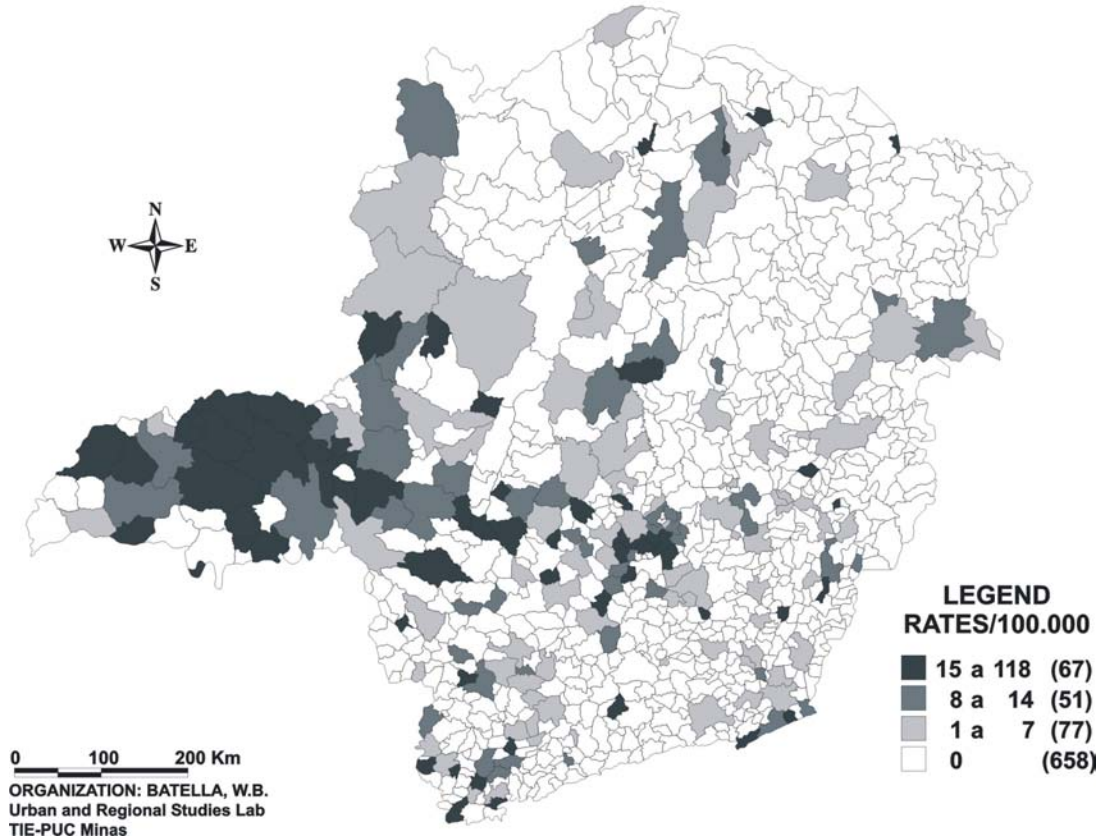 N
W E
S
LEGEND
RATES/100.000
15 a 118 (67)
8 a 14 (51)
1 a 7 (77)
0 (658)
0 100 200 Km
ORGANIZATION: BATELLA, W.B.
Urban and Regional Studies Lab
TIE-PUC Minas